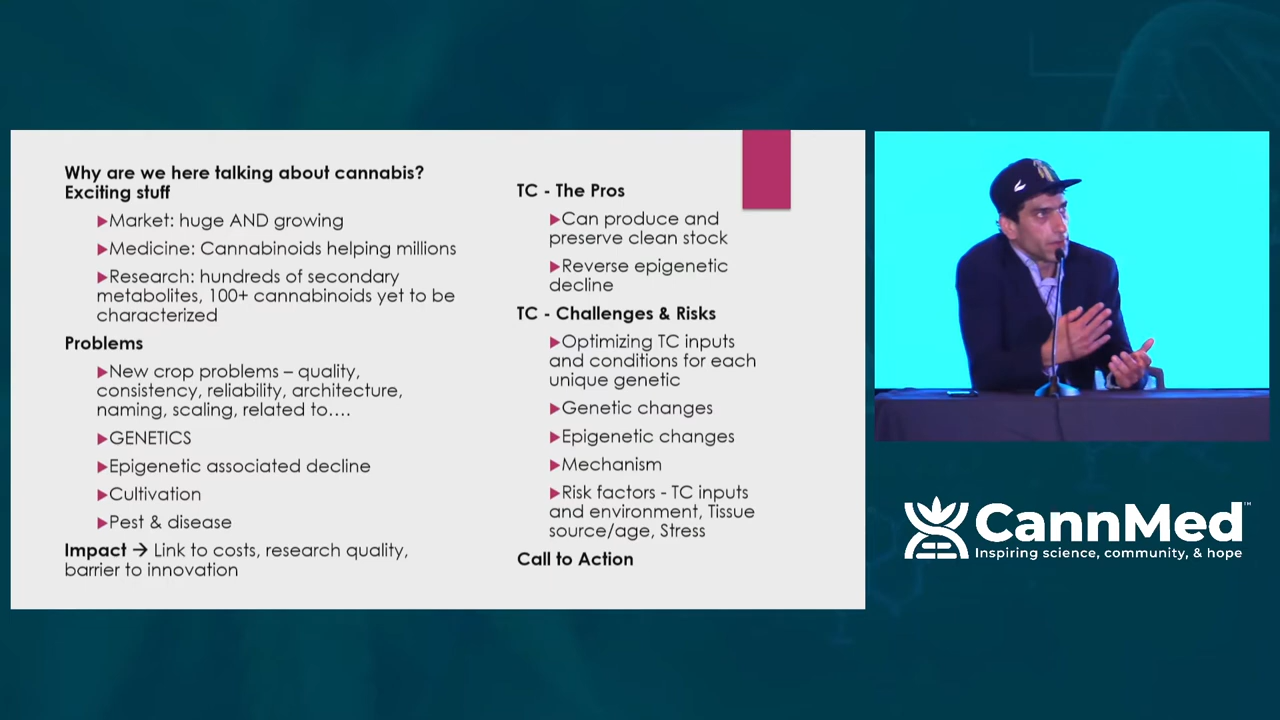 Why are we here talking about cannabis?
Exciting stuff
▶Market: huge AND growing
▶Medicine: Cannabinoids helping millions
▶Research: hundreds of secondary
metabolites, 100+ cannabinoids yet to be
characterized
Problems
▶New crop problems – quality,
consistency, reliability, architecture,
naming, scaling, related to….
▶GENETICS
▶Epigenetic associated decline
▶Cultivation
▶Pest & disease
Impact → Link to costs, research quality,
barrier to innovation
TC - The Pros
▶Can produce and
preserve clean stock
▶Reverse epigenetic
decline
TC - Challenges & Risks
▶Optimizing TC inputs
and conditions for each
unique genetic
▶Genetic changes
▶Epigenetic changes
▶Mechanism
▶Risk factors - TC inputs
and environment, Tissue
source/age, Stress
Call to Action
CannMed™
Inspiring science, community, & hope